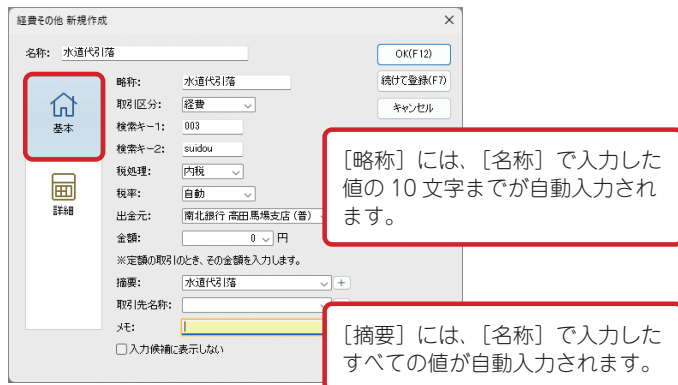 経費その他 新規作成
名称: 水道代引落
OK(F12)
続けて登録(F7)
キャンセル
基本
詳細
略称: 水道代引落
取引区分: 経費
検索キー1: 003
検索キー2: suidou
税処理: 内税
税率: 自動
出金元: 南北銀行 高田馬場支店 (普)
金額: 0 円
※定額の取引のとき、その金額を入力します。
摘要: 水道代引落 +
取引先名称:
メモ:
入力候補に表示しない
［略称］には、［名称］で入力した
値の 10 文字までが自動入力され
ます。
［摘要］には、［名称］で入力した
すべての値が自動入力されます。